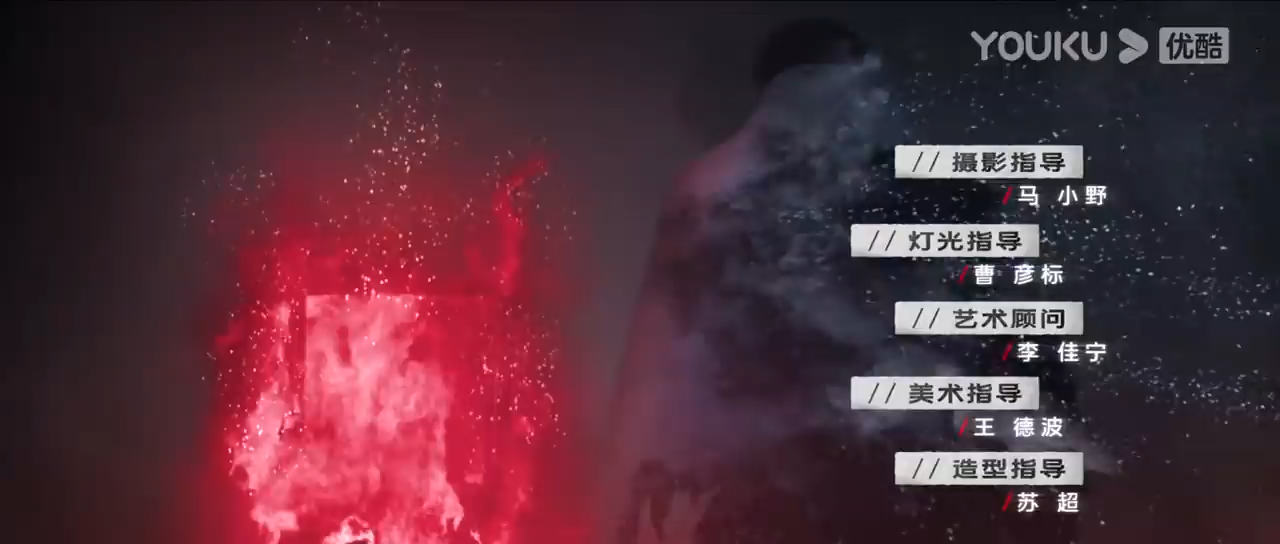 YOUKU 优酷
// 摄影指导
/马 小野
// 灯光指导
/曹 彦标
// 艺术顾问
/李 佳宁
// 美术指导
/王 德波
// 造型指导
/苏 超